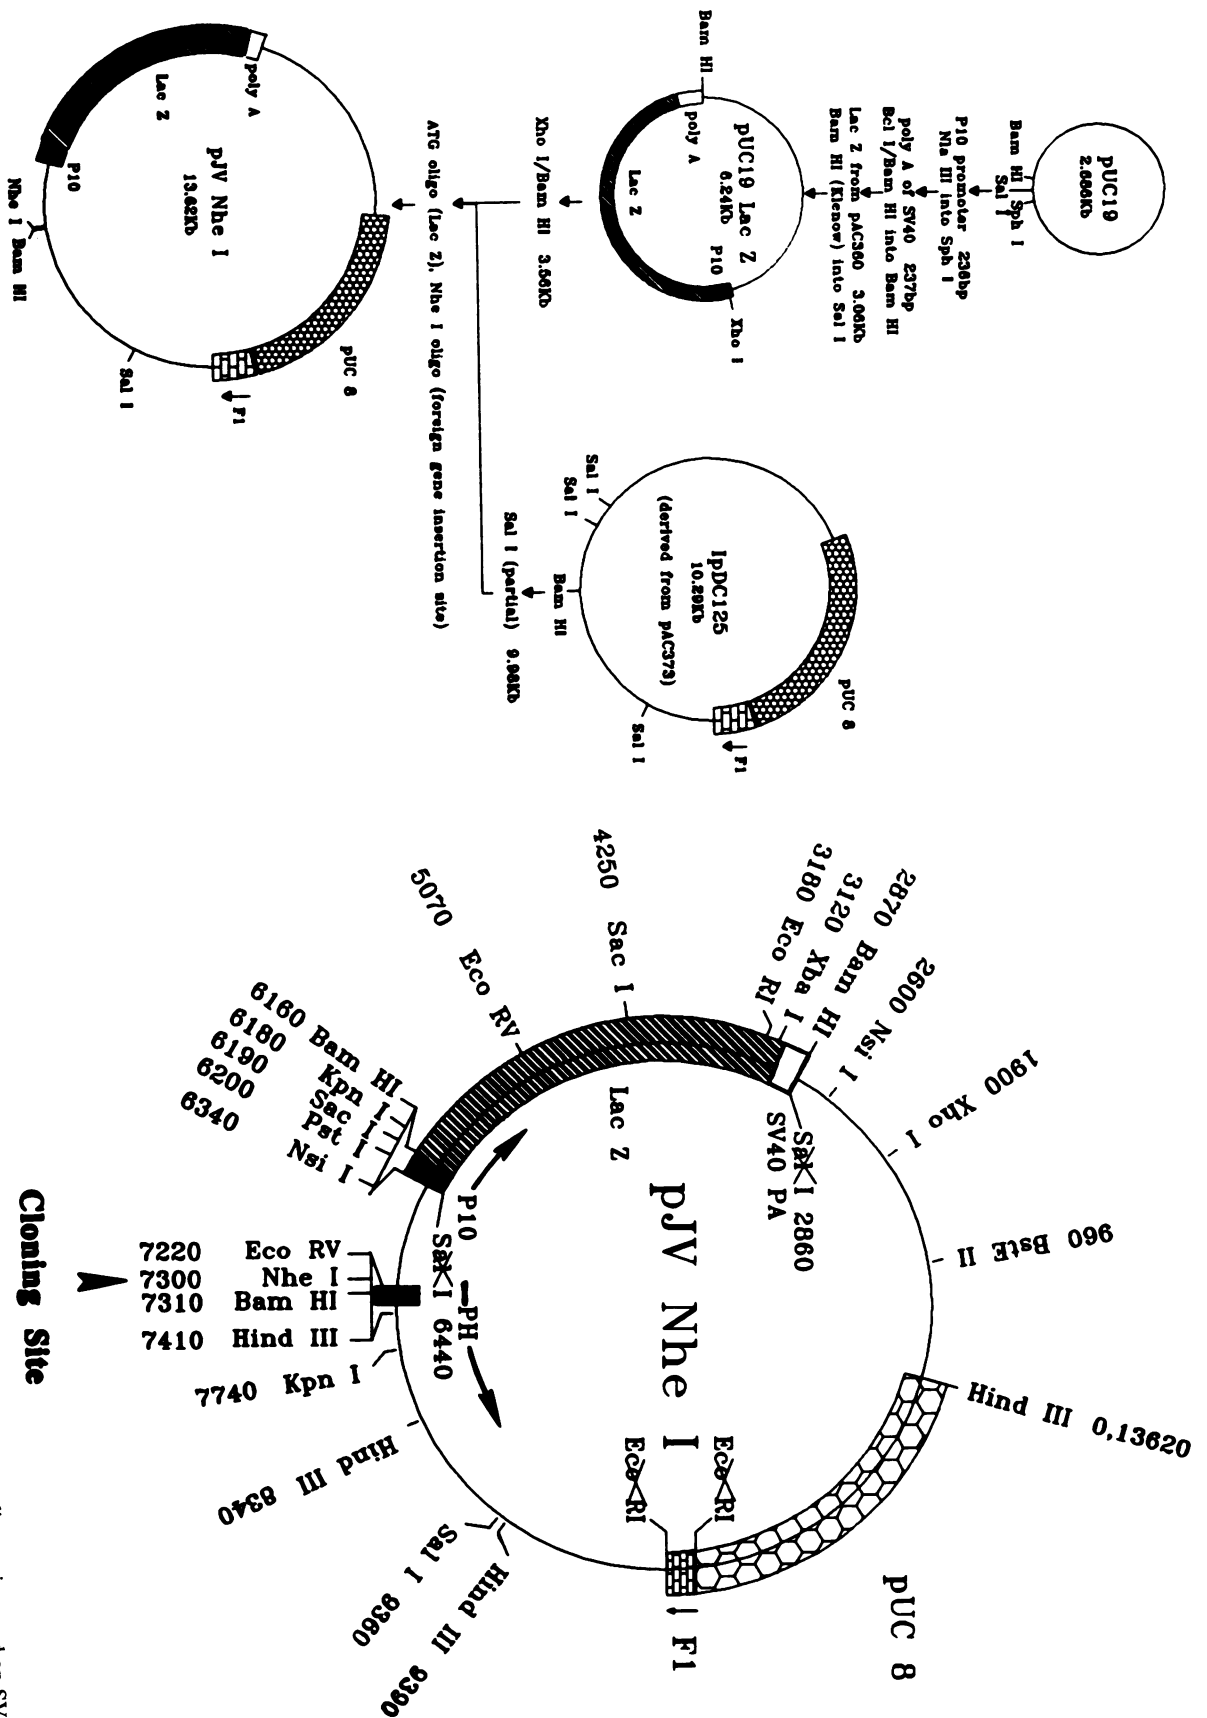 pUC19
2.686Kb
Bam HI
Sal I
Sph I
P10 promoter 236bp
Nla III into Sph I
poly A of SV40 237bp
Bcl I/Bam HI into Bam HI
Lac Z from pAC360 3.06Kb
Bam HI (Klenow) into Sal I
Bam HI
poly A
pUC19 Lac Z
6.24Kb
P10
Lac Z
Xho I
Xho I/Bam HI 3.56Kb
pUC 8
IpDC125
10.29Kb
(derived from pAC373)
F1
Sal I
Sal I
Bam HI
Sal I
Sal I (partial) 9.98Kb
ATG oligo (Lac Z), Nhe I oligo (foreign gene insertion site)
poly A
Lac Z
pJV Nhe I
13.62Kb
P10
Nhe I
Bam HI
Sal I
pUC 8
F1
Hind III 0,13620
960 BstE II
1900 Xho I
2600 Nsi I
2870 Bam HI
3120 Xba I
3180 Eco RI
Sal I 2860
SV40 PA
4250 Sac I
Lac Z
5070 Eco RV
6160 Bam HI
6180 Kpn I
6190 Sac I
6200 Pst I
6340 Nsi I
P10
Sal I 6440
PH
pJV Nhe I
7220 Eco RV
7300 Nhe I
7310 Bam HI
7410 Hind III
7740 Kpn I
Hind III 8340
Sal I 9360
Hind III 9390
Eco RI
Eco RI
F1
pUC 8
Cloning Site